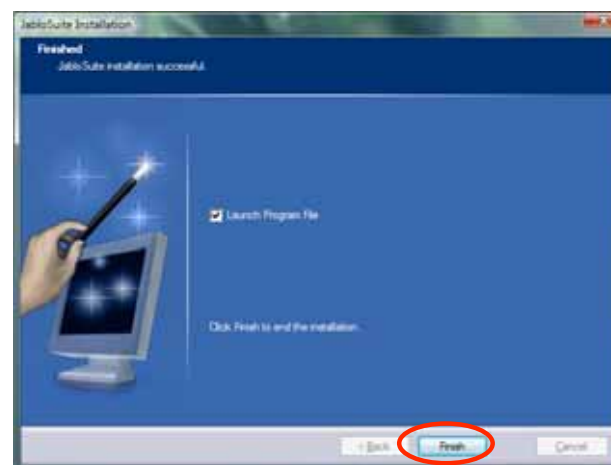 JabloSuite Installation
Finished
JabloSuite installation successful.
Launch Program File
Click Finish to end the installation.
< Back
Finish
Cancel